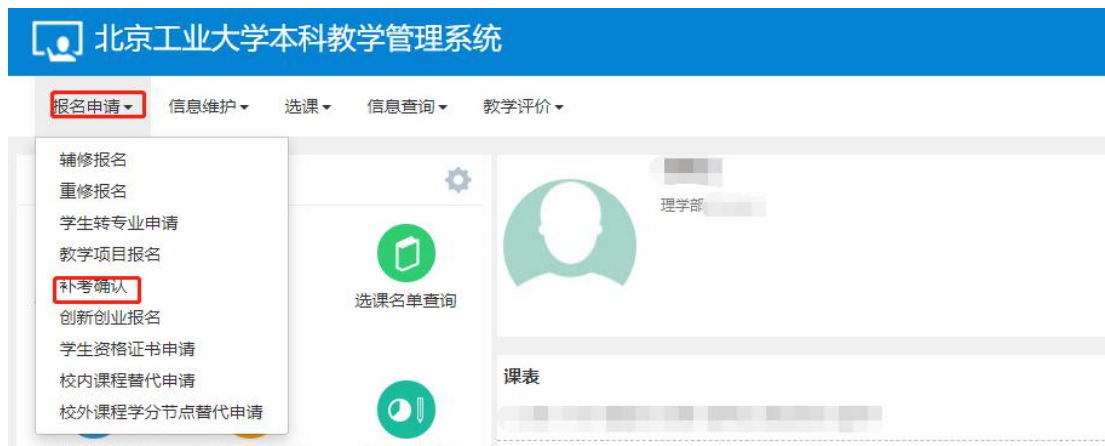 北京工业大学本科教学管理系统
报名申请 信息维护 选课 信息查询 教学评价
辅修报名
重修报名
学生转专业申请
教学项目报名
补考确认
创新创业报名
学生资格证书申请
校内课程替代申请
校外课程学分节点替代申请
选课名单查询
理学部
课表